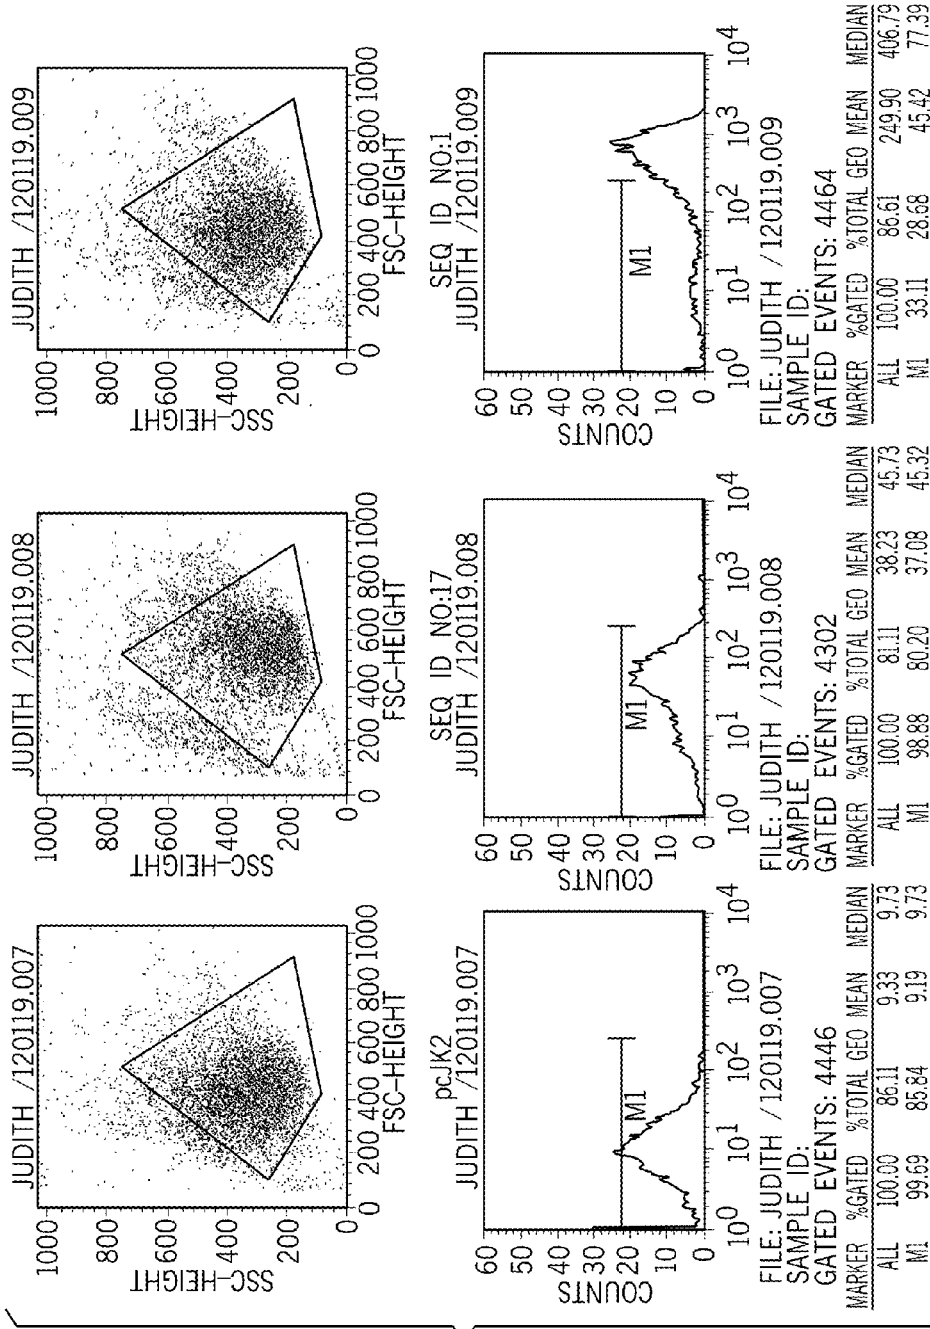 JUDITH /120119.007
1000
800
600
400
200
0
SSC-HEIGHT
0 200 400 600 800 1000
FSC-HEIGHT
pcJK2
JUDITH /120119.007
60
50
40
30
20
10
0
COUNTS
M1
10^0 10^1 10^2 10^3 10^4
FILE: JUDITH /120119.007
SAMPLE ID:
GATED EVENTS: 4446
MARKER %GATED %TOTAL GEO MEAN MEDIAN
ALL 100.00 86.11 9.33 9.73
M1 99.69 85.84 9.19 9.73
JUDITH /120119.008
1000
800
600
400
200
0
SSC-HEIGHT
0 200 400 600 800 1000
FSC-HEIGHT
SEQ ID NO:17
JUDITH /120119.008
60
50
40
30
20
10
0
COUNTS
M1
10^0 10^1 10^2 10^3 10^4
FILE: JUDITH /120119.008
SAMPLE ID:
GATED EVENTS: 4302
MARKER %GATED %TOTAL GEO MEAN MEDIAN
ALL 100.00 81.11 38.23 45.73
M1 98.88 80.20 37.08 45.32
JUDITH /120119.009
1000
800
600
400
200
0
SSC-HEIGHT
0 200 400 600 800 1000
FSC-HEIGHT
SEQ ID NO:1
JUDITH /120119.009
60
50
40
30
20
10
0
COUNTS
M1
10^0 10^1 10^2 10^3 10^4
FILE: JUDITH /120119.009
SAMPLE ID:
GATED EVENTS: 4464
MARKER %GATED %TOTAL GEO MEAN MEDIAN
ALL 100.00 86.61 249.90 406.79
M1 33.11 28.68 45.42 77.39